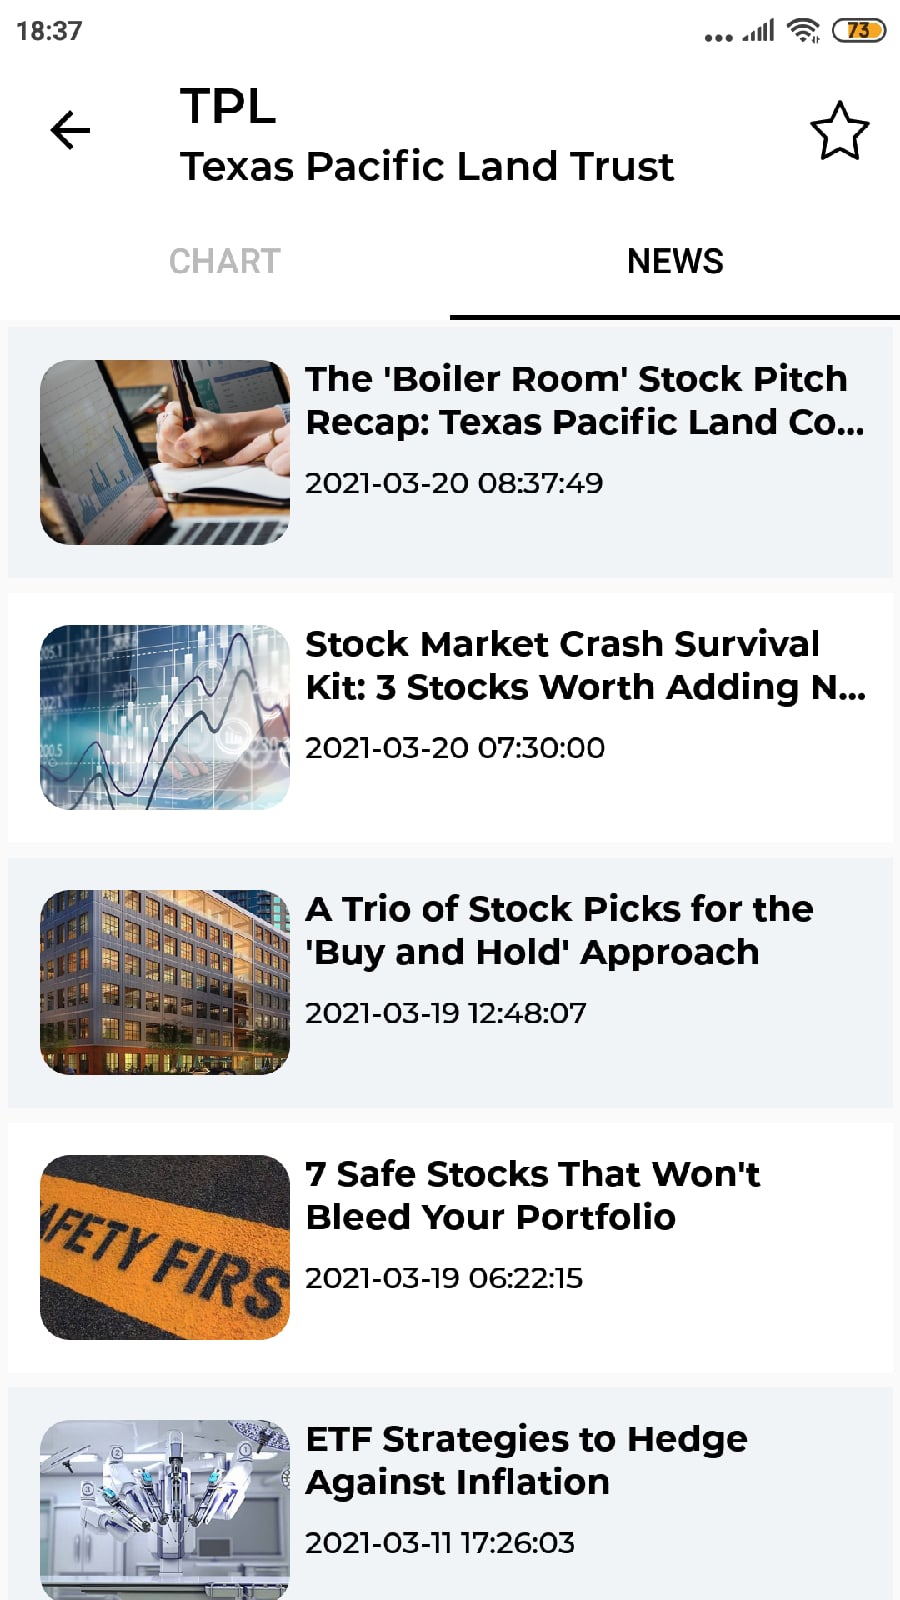 18:37
73
TPL
Texas Pacific Land Trust
CHART
NEWS
The 'Boiler Room' Stock Pitch
Recap: Texas Pacific Land Co...
2021-03-20 08:37:49
Stock Market Crash Survival
Kit: 3 Stocks Worth Adding N...
2021-03-20 07:30:00
A Trio of Stock Picks for the
'Buy and Hold' Approach
2021-03-19 12:48:07
7 Safe Stocks That Won't
Bleed Your Portfolio
2021-03-19 06:22:15
AFETY FIRS
ETF Strategies to Hedge
Against Inflation
2021-03-11 17:26:03